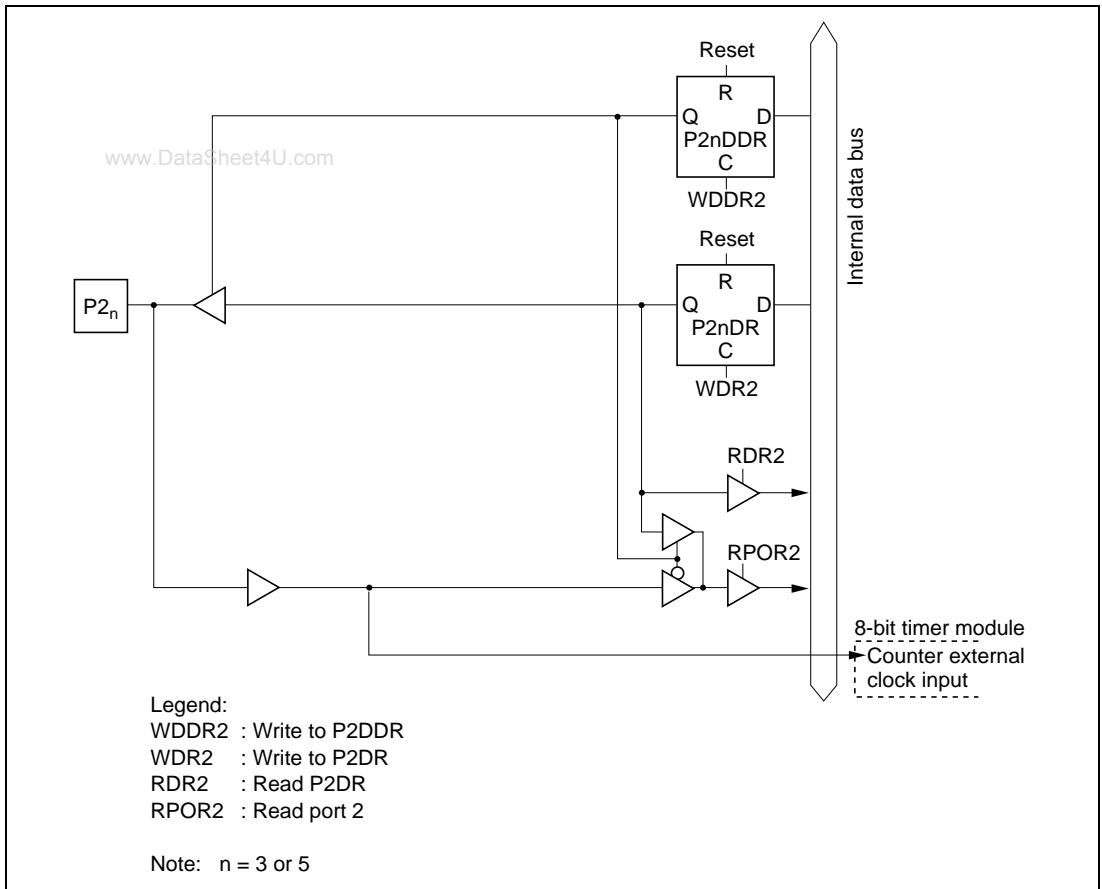 Reset
R
Q D
P2nDDR
C
WDDR2
www.DataSheet4U.com
Internal data bus
Reset
R
P2n
Q D
P2nDR
C
WDR2
RDR2
RPOR2
8-bit timer module
Counter external
clock input
Legend:
WDDR2 : Write to P2DDR
WDR2 : Write to P2DR
RDR2 : Read P2DR
RPOR2 : Read port 2
Note: n = 3 or 5